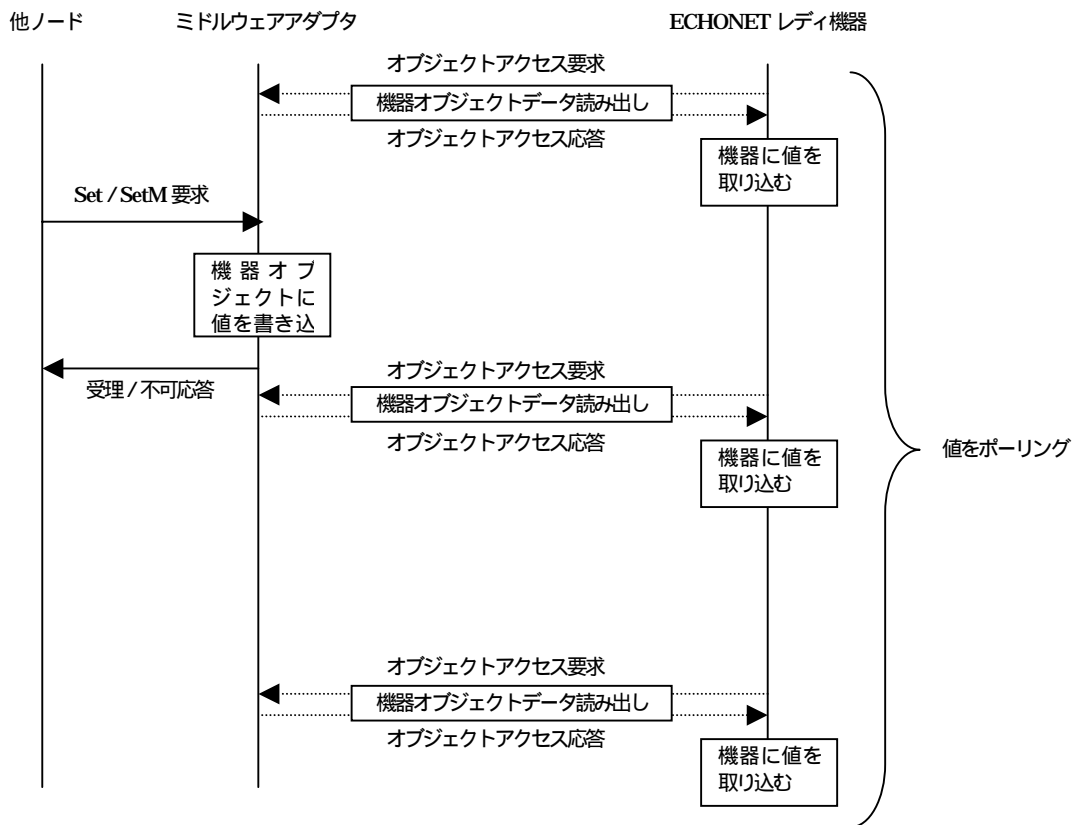 他ノード
ミドルウェアアダプタ
ECHONET レディ機器
オブジェクトアクセス要求
機器オブジェクトデータ読み出し
オブジェクトアクセス応答
機器に値を
取り込む
Set / SetM 要求
機器オブ
ジェクトに
値を書き込
受理 / 不可応答
オブジェクトアクセス要求
機器オブジェクトデータ読み出し
オブジェクトアクセス応答
機器に値を
取り込む
値をポーリング
オブジェクトアクセス要求
機器オブジェクトデータ読み出し
オブジェクトアクセス応答
機器に値を
取り込む